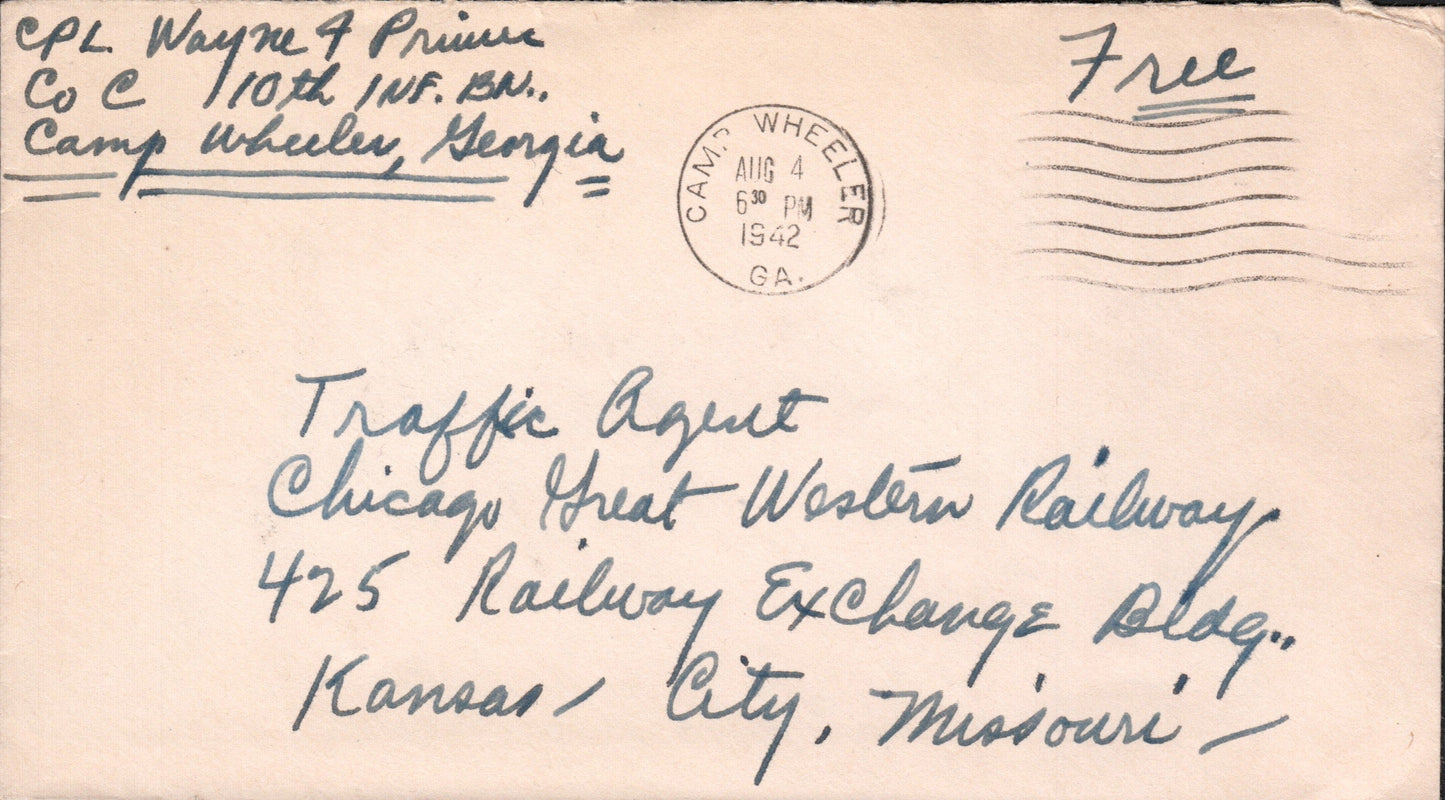 CPL. Wayne F
Co C 10th INF. BN.,
Camp Wheeler, Georgia
Free
CAMP WHEELER
AUG 4
6 30 PM
1942
GA.
Traffic Agent
Chicago Great Western Railway
425 Railway Exchange Bldg.,
Kansas City, Missouri